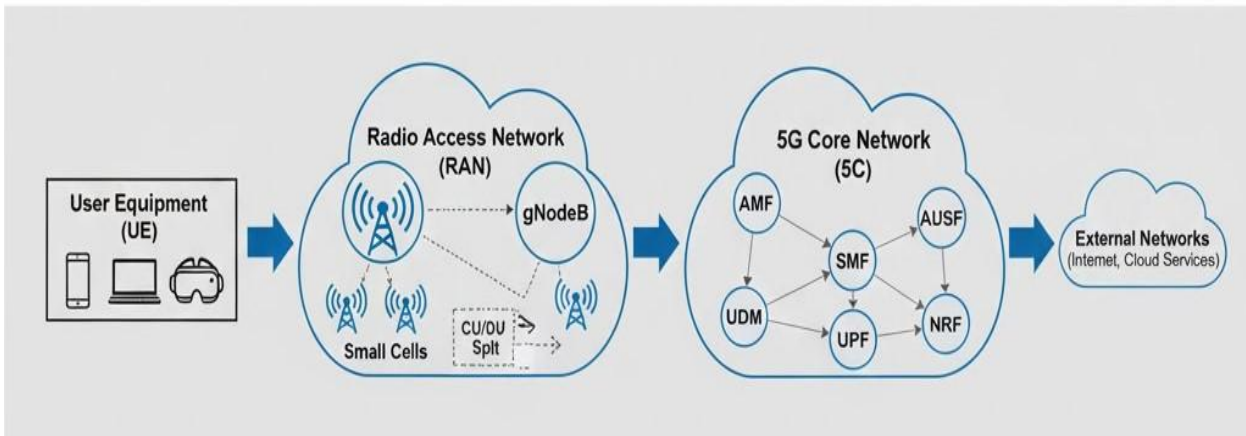 User Equipment
(UE)
Radio Access Network
(RAN)
gNodeB
Small Cells
CU/OU
Splt
5G Core Network
(5C)
AMF
AUSF
SMF
UDM
UPF
NRF
External Networks
(Internet, Cloud Services)